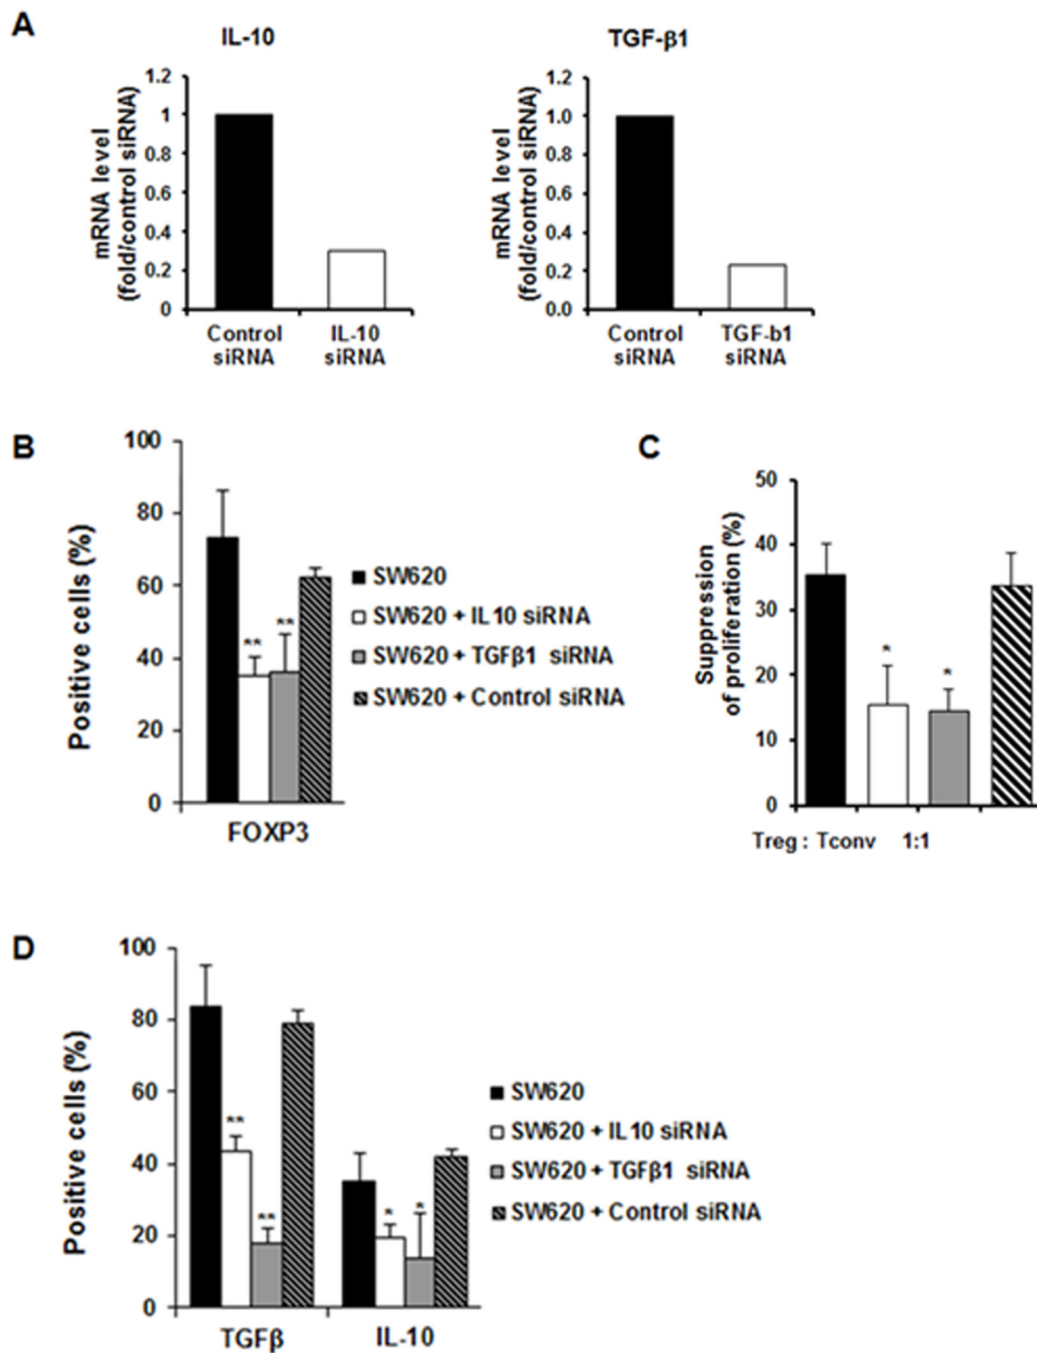 A
IL-10
TGF-β1
mRNA level
(fold/control siRNA)
1.2
1
0.8
0.6
0.4
0.2
0
Control
siRNA
IL-10
siRNA
mRNA level
(fold/control siRNA)
1.2
1.0
0.8
0.6
0.4
0.2
0.0
Control
siRNA
TGF-b1
siRNA
B
Positive cells (%)
100
80
60
40
20
0
** **
FOXP3
SW620
SW620 + IL10 siRNA
SW620 + TGFβ1 siRNA
SW620 + Control siRNA
C
Suppression
of proliferation (%)
50
40
30
20
10
0
* *
Treg : Tconv 1:1
D
Positive cells (%)
100
80
60
40
20
0
** ** * *
TGFβ
IL-10
SW620
SW620 + IL10 siRNA
SW620 + TGFβ1 siRNA
SW620 + Control siRNA